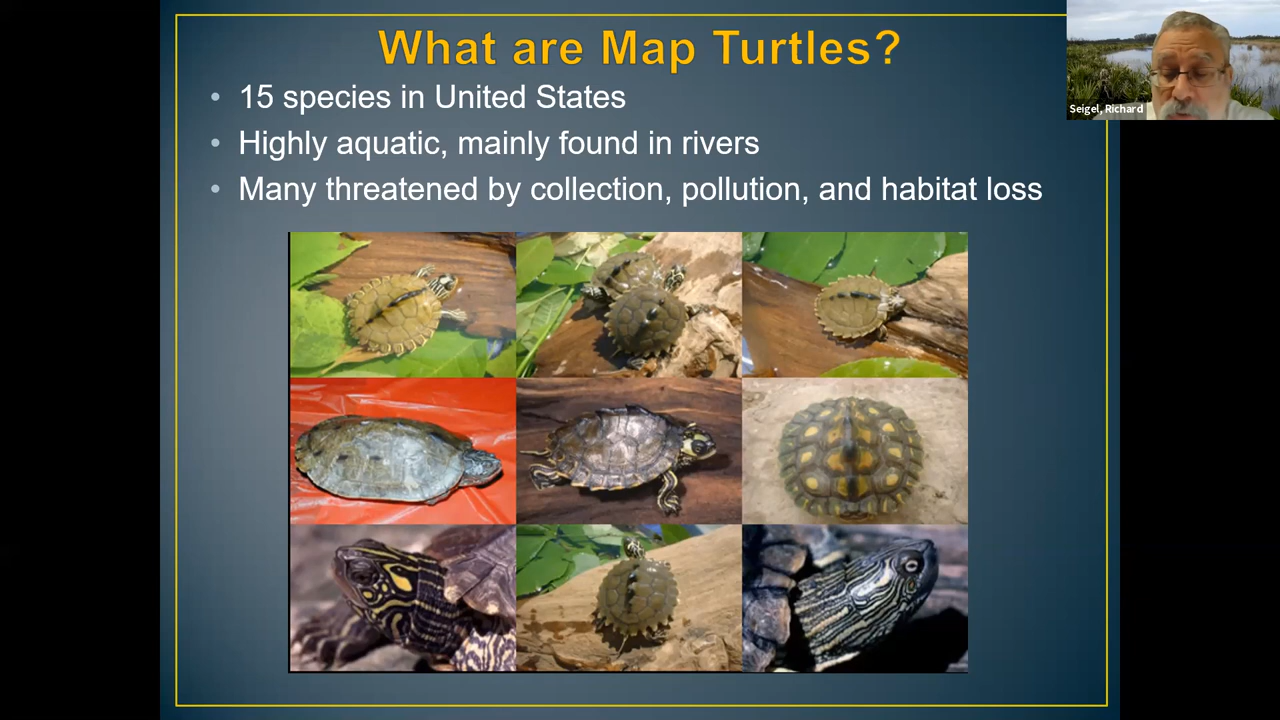 What are Map Turtles?
• 15 species in United States
• Highly aquatic, mainly found in rivers
• Many threatened by collection, pollution, and habitat loss
Seigel, Richard